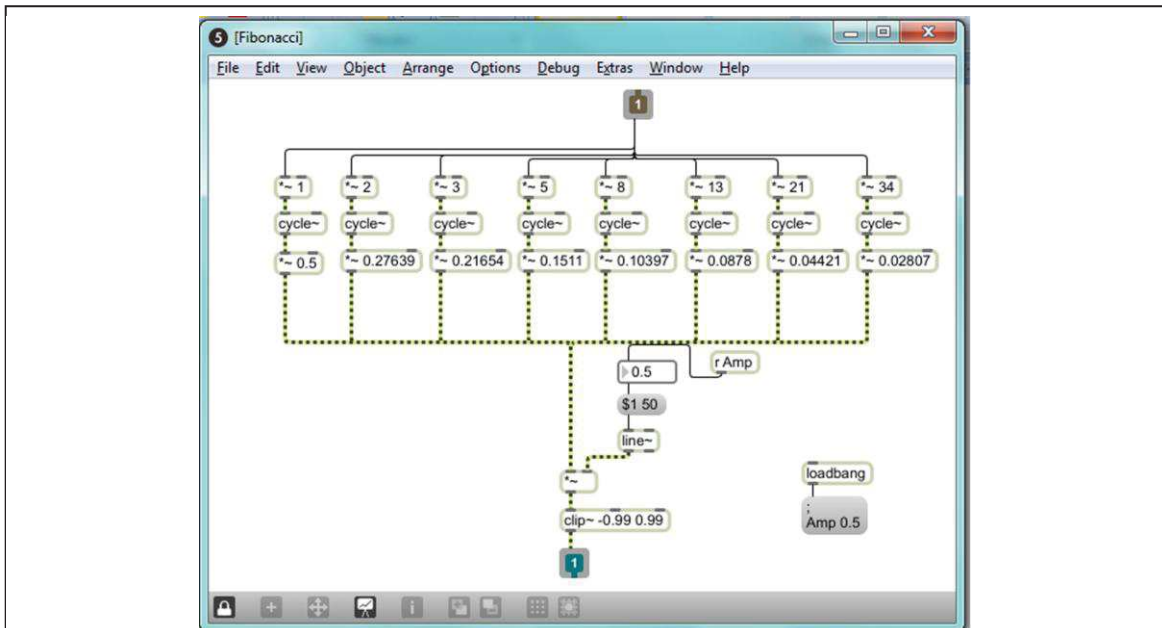 5 [Fibonacci]
File Edit View Object Arrange Options Debug Extras Window Help
1
*~ 1 *~ 2 *~ 3 *~ 5 *~ 8 *~ 13 *~ 21 *~ 34
cycle~ cycle~ cycle~ cycle~ cycle~ cycle~ cycle~ cycle~
*~ 0.5 *~ 0.27639 *~ 0.21654 *~ 0.1511 *~ 0.10397 *~ 0.0878 *~ 0.04421 *~ 0.02807
r Amp
0.5
$1 50
line~
*~
loadbang
clip~ -0.99 0.99
;
Amp 0.5
1
i